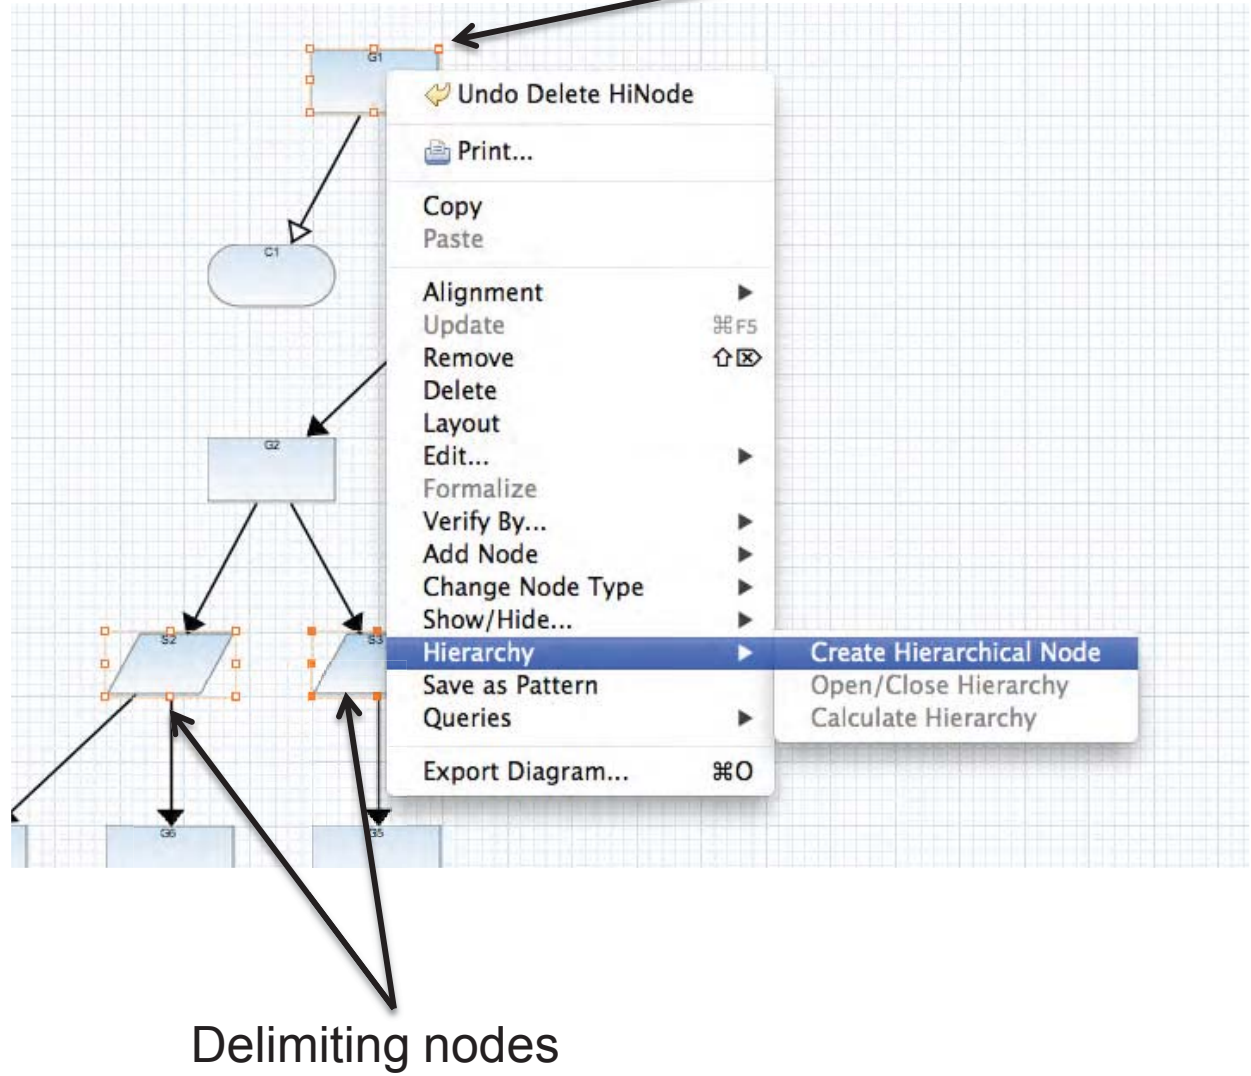 G1
Undo Delete HiNode
Print...
Copy
Paste
C1
Alignment
Update ⌘F5
Remove ⇧⌦
Delete
Layout
G2
Edit...
Formalize
Verify By...
Add Node
Change Node Type
Show/Hide...
S2
S3
Hierarchy
Create Hierarchical Node
Save as Pattern
Open/Close Hierarchy
Queries
Calculate Hierarchy
Export Diagram... ⌘O
G6
G5
Delimiting nodes